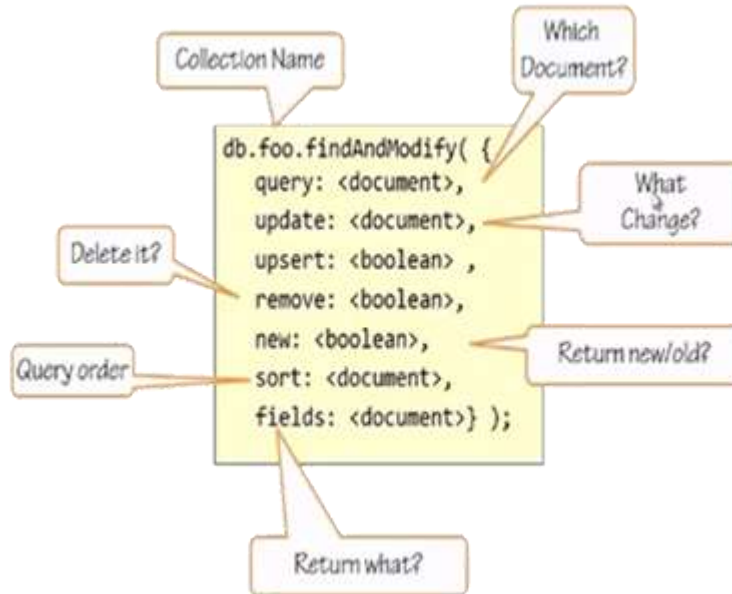 Collection Name
Which
Document?
db.foo.findAndModify( {
query: <document>,
What
Change?
update: <document>,
Delete it?
upsert: <boolean> ,
remove: <boolean>,
new: <boolean>,
Return new/old?
Query order
sort: <document>,
fields: <document>} );
Return what?